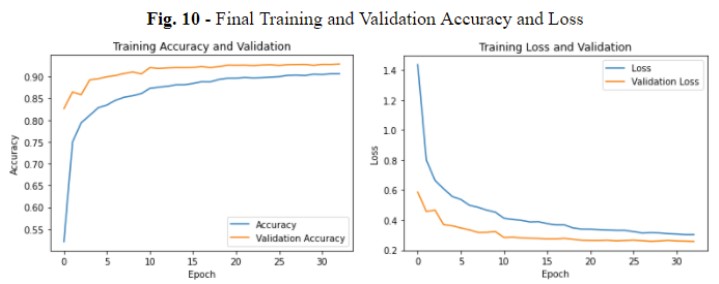 Fig. 10 - Final Training and Validation Accuracy and Loss
Training Accuracy and Validation
Accuracy
0.90
0.85
0.80
0.75
0.70
0.65
0.60
0.55
Accuracy
Validation Accuracy
0 5 10 15 20 25 30
Epoch
Training Loss and Validation
Loss
1.4
1.2
1.0
0.8
0.6
0.4
0.2
Loss
Validation Loss
0 5 10 15 20 25 30
Epoch